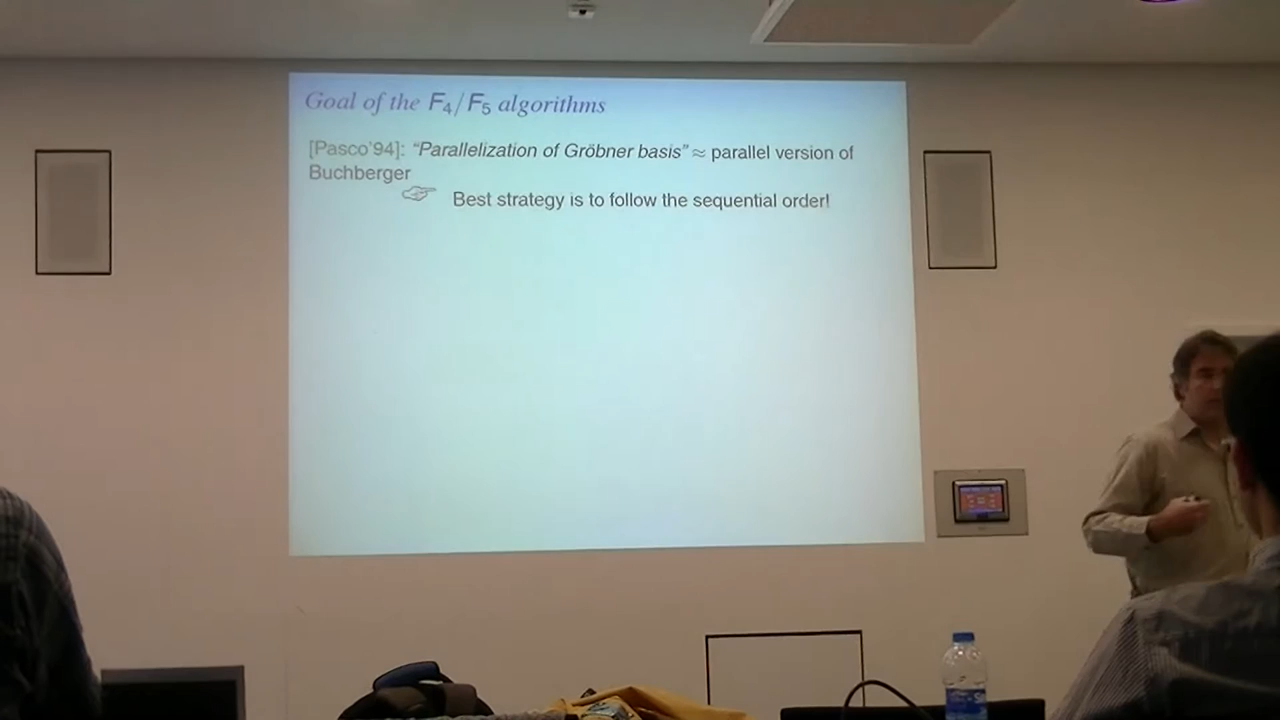 Goal of the F4/F5 algorithms
[Pasco'94]: "Parallelization of Gröbner basis" ≈ parallel version of
Buchberger
☞ Best strategy is to follow the sequential order!